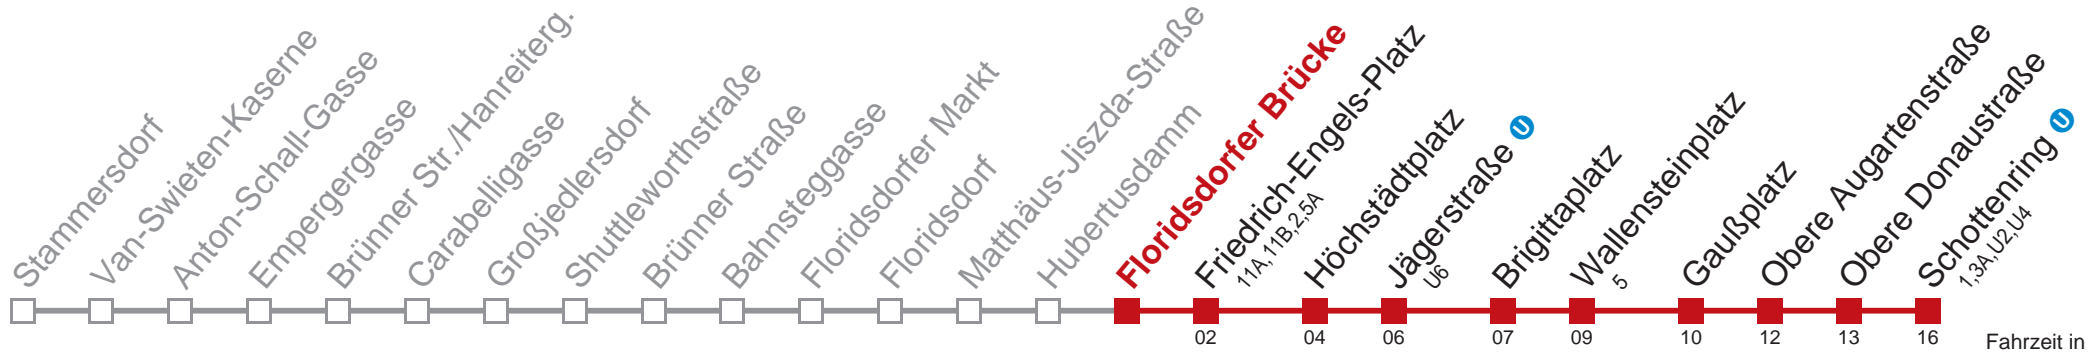 Stammersdorf
Van-Swieten-Kaserne
Anton-Schall-Gasse
Empergergasse
Brünner Str./Hanreiterg.
Carabelligasse
Großjedlersdorf
Shuttleworthstraße
Brünner Straße
Bahnsteggasse
Floridsdorfer Markt
Floridsdorf
Matthäus-Jiszda-Straße
Hubertusdamm
Floridsdorfer Brücke
Friedrich-Engels-Platz
11A,11B,2,5A
Höchstädtplatz
Jägerstraße U
U6
Brigittaplatz
Wallensteinplatz
5
Gaußplatz
Obere Augartenstraße
Obere Donaustraße
Schottenring U
1,3A,U2,U4
02 04 06 07 09 10 12 13 16 Fahrzeit in